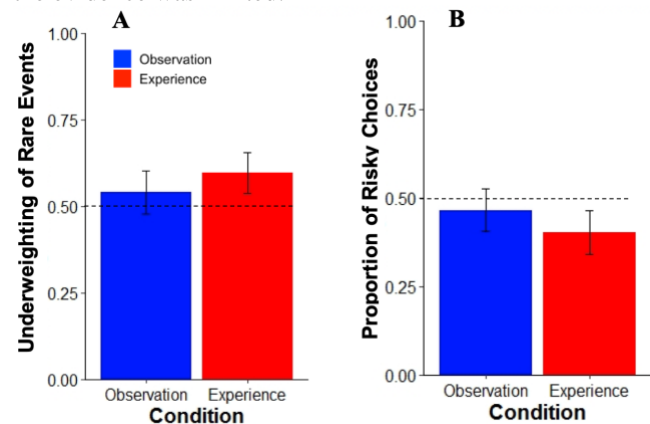 A
1.00
0.75
0.50
0.25
0.00
Underweighting of Rare Events
Observation
Experience
Observation
Experience
Condition
B
1.00
0.75
0.50
0.25
0.00
Proportion of Risky Choices
Observation
Experience
Condition